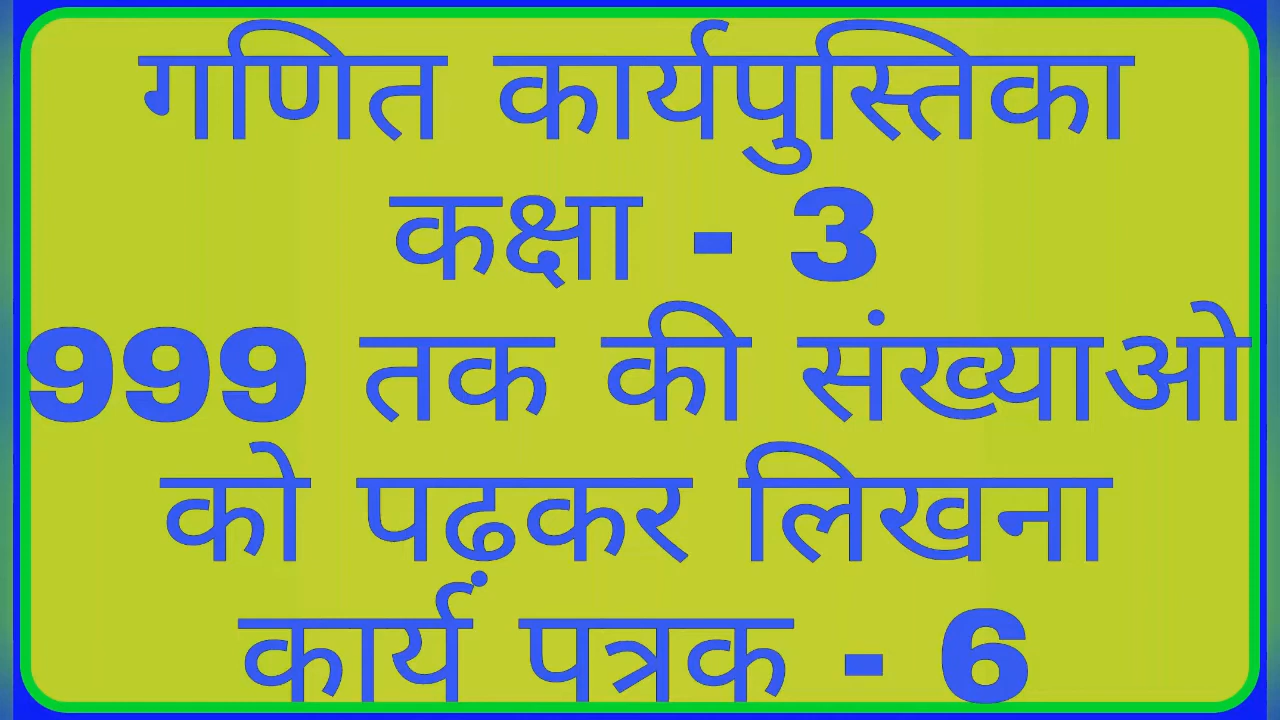 गणित कार्यपुस्तिका
कक्षा - 3
999 तक की संख्याओ
को पढ़कर लिखना
कार्य पत्रक - 6